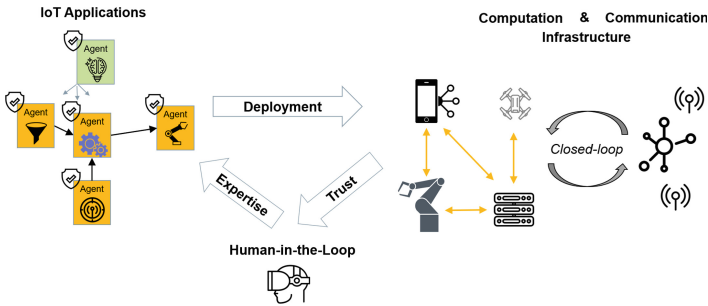 IoT Applications
Computation & Communication
Infrastructure
Agent
Agent
Agent
Agent
Agent
Deployment
Closed-loop
Expertise
Trust
Human-in-the-Loop